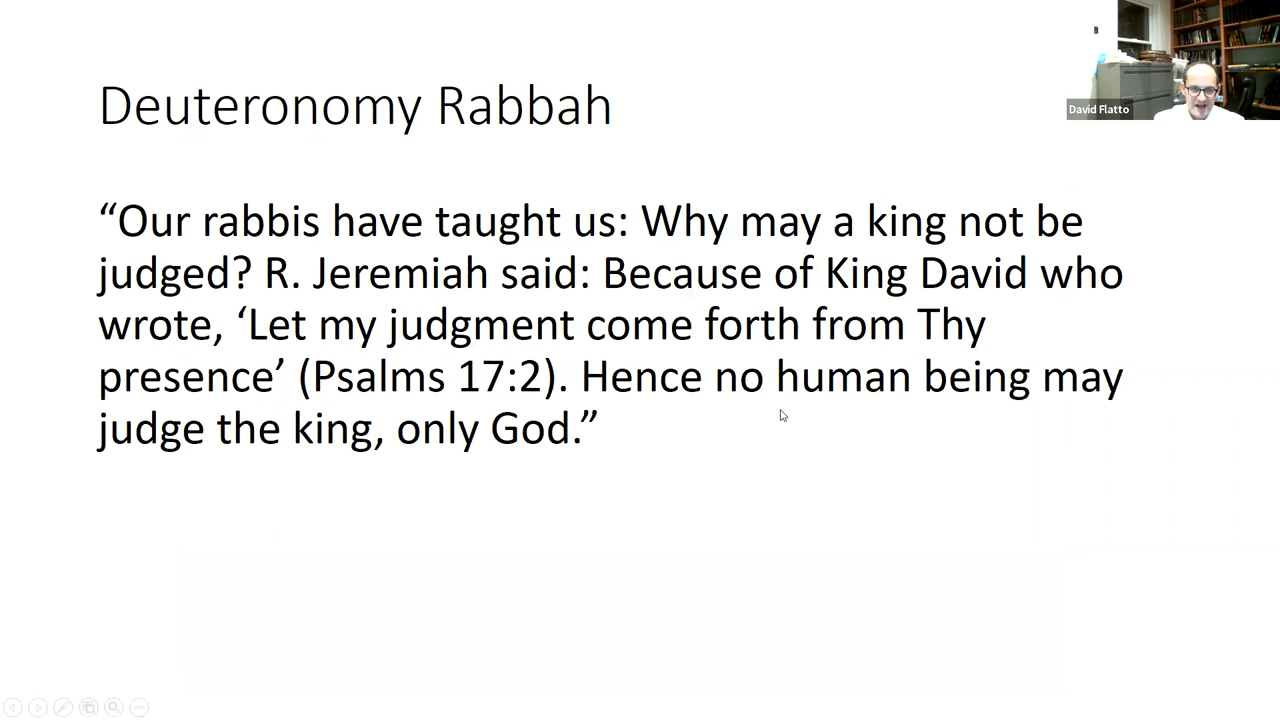 Deuteronomy Rabbah
David Flatto
“Our rabbis have taught us: Why may a king not be
judged? R. Jeremiah said: Because of King David who
wrote, ‘Let my judgment come forth from Thy
presence’ (Psalms 17:2). Hence no human being may
judge the king, only God.”